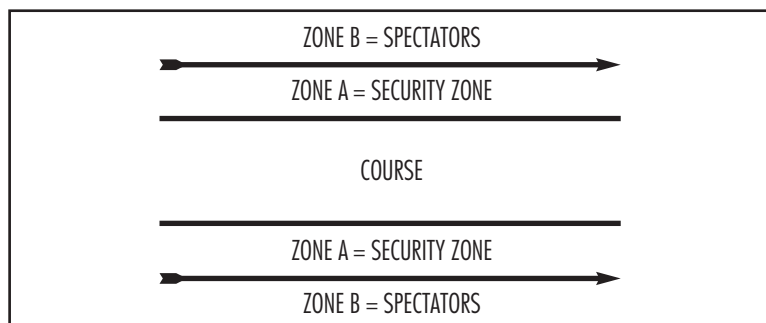 ZONE B = SPECTATORS
ZONE A = SECURITY ZONE
COURSE
ZONE A = SECURITY ZONE
ZONE B = SPECTATORS